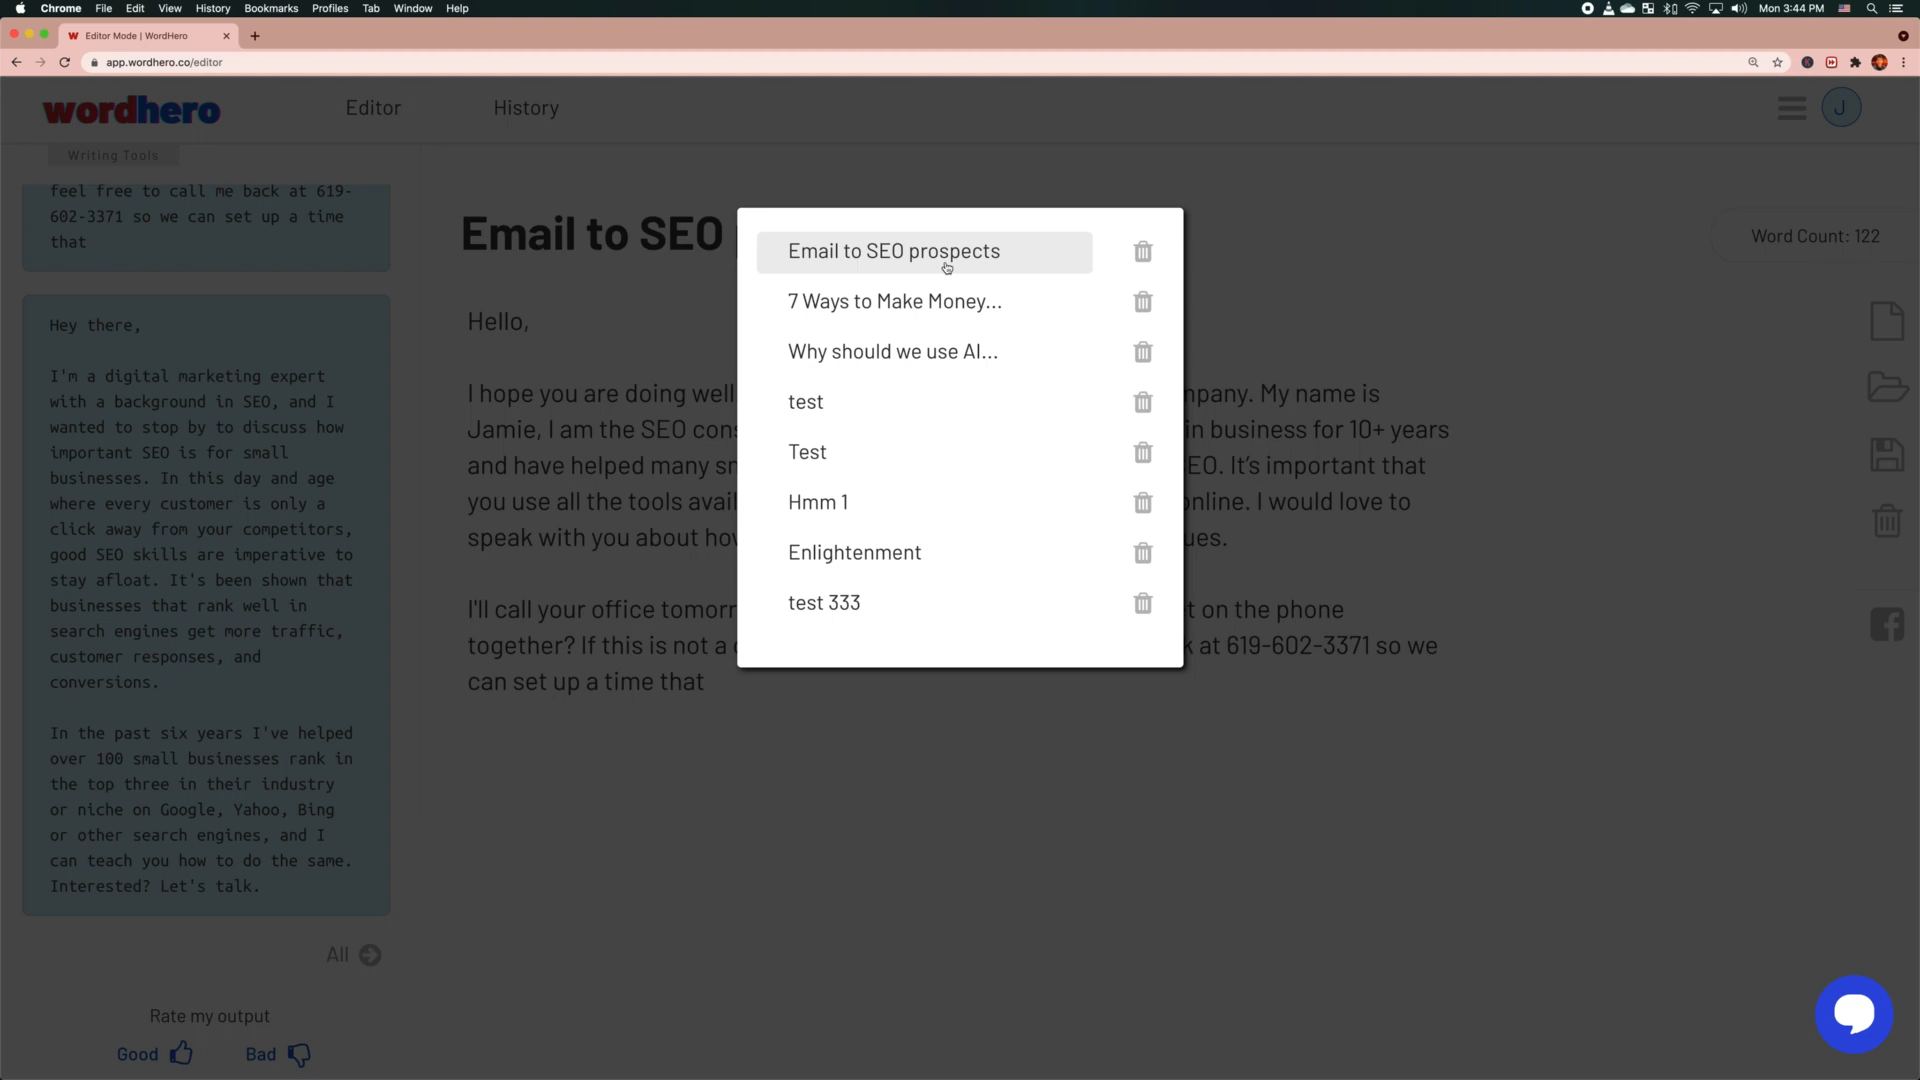 Chrome File Edit View History Bookmarks Profiles Tab Window Help
Mon 3:44 PM
Editor Mode | WordHero
app.wordhero.co/editor
wordhero
Editor
History
J
Writing Tools
feel free to call me back at 619-
602-3371 so we can set up a time
that
Hey there,
I'm a digital marketing expert
with a background in SEO, and I
wanted to stop by to discuss how
important SEO is for small
businesses. In this day and age
where every customer is only a
click away from your competitors,
good SEO skills are imperative to
stay afloat. It's been shown that
businesses that rank well in
search engines get more traffic,
customer responses, and
conversions.
In the past six years I've helped
over 100 small businesses rank in
the top three in their industry
or niche on Google, Yahoo, Bing
or other search engines, and I
can teach you how to do the same.
Interested? Let's talk.
All
Rate my output
Good
Bad
Email to SEO
Word Count: 122
Hello,
I hope you are doing well
mpany. My name is
Jamie, I am the SEO cons
in business for 10+ years
and have helped many sm
SEO. It's important that
you use all the tools avail
online. I would love to
speak with you about how
ues.
I'll call your office tomorr
t on the phone
together? If this is not a
k at 619-602-3371 so we
can set up a time that
Email to SEO prospects
7 Ways to Make Money...
Why should we use AI...
test
Test
Hmm 1
Enlightenment
test 333